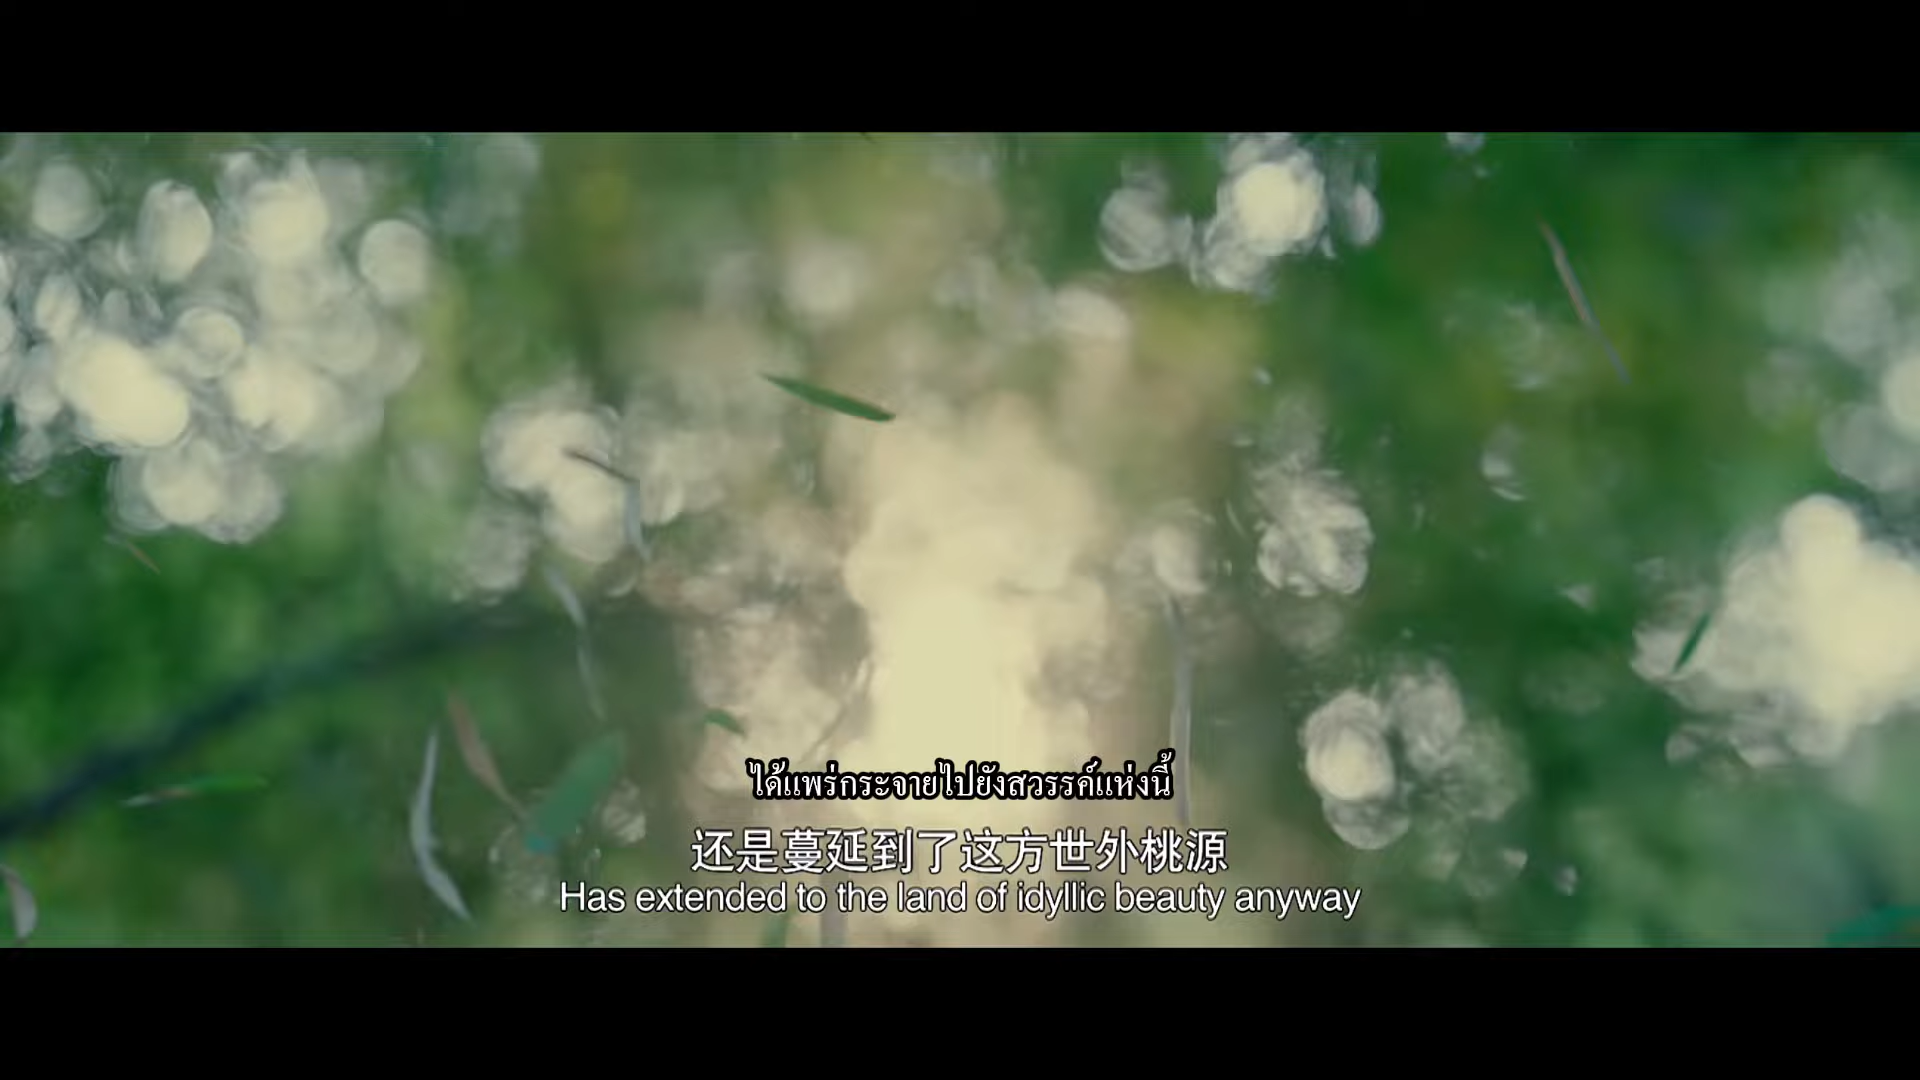 ได้แพร่กระจายไปยังสวรรค์แห่งนี้
还是蔓延到了这方世外桃源
Has extended to the land of idyllic beauty anyway